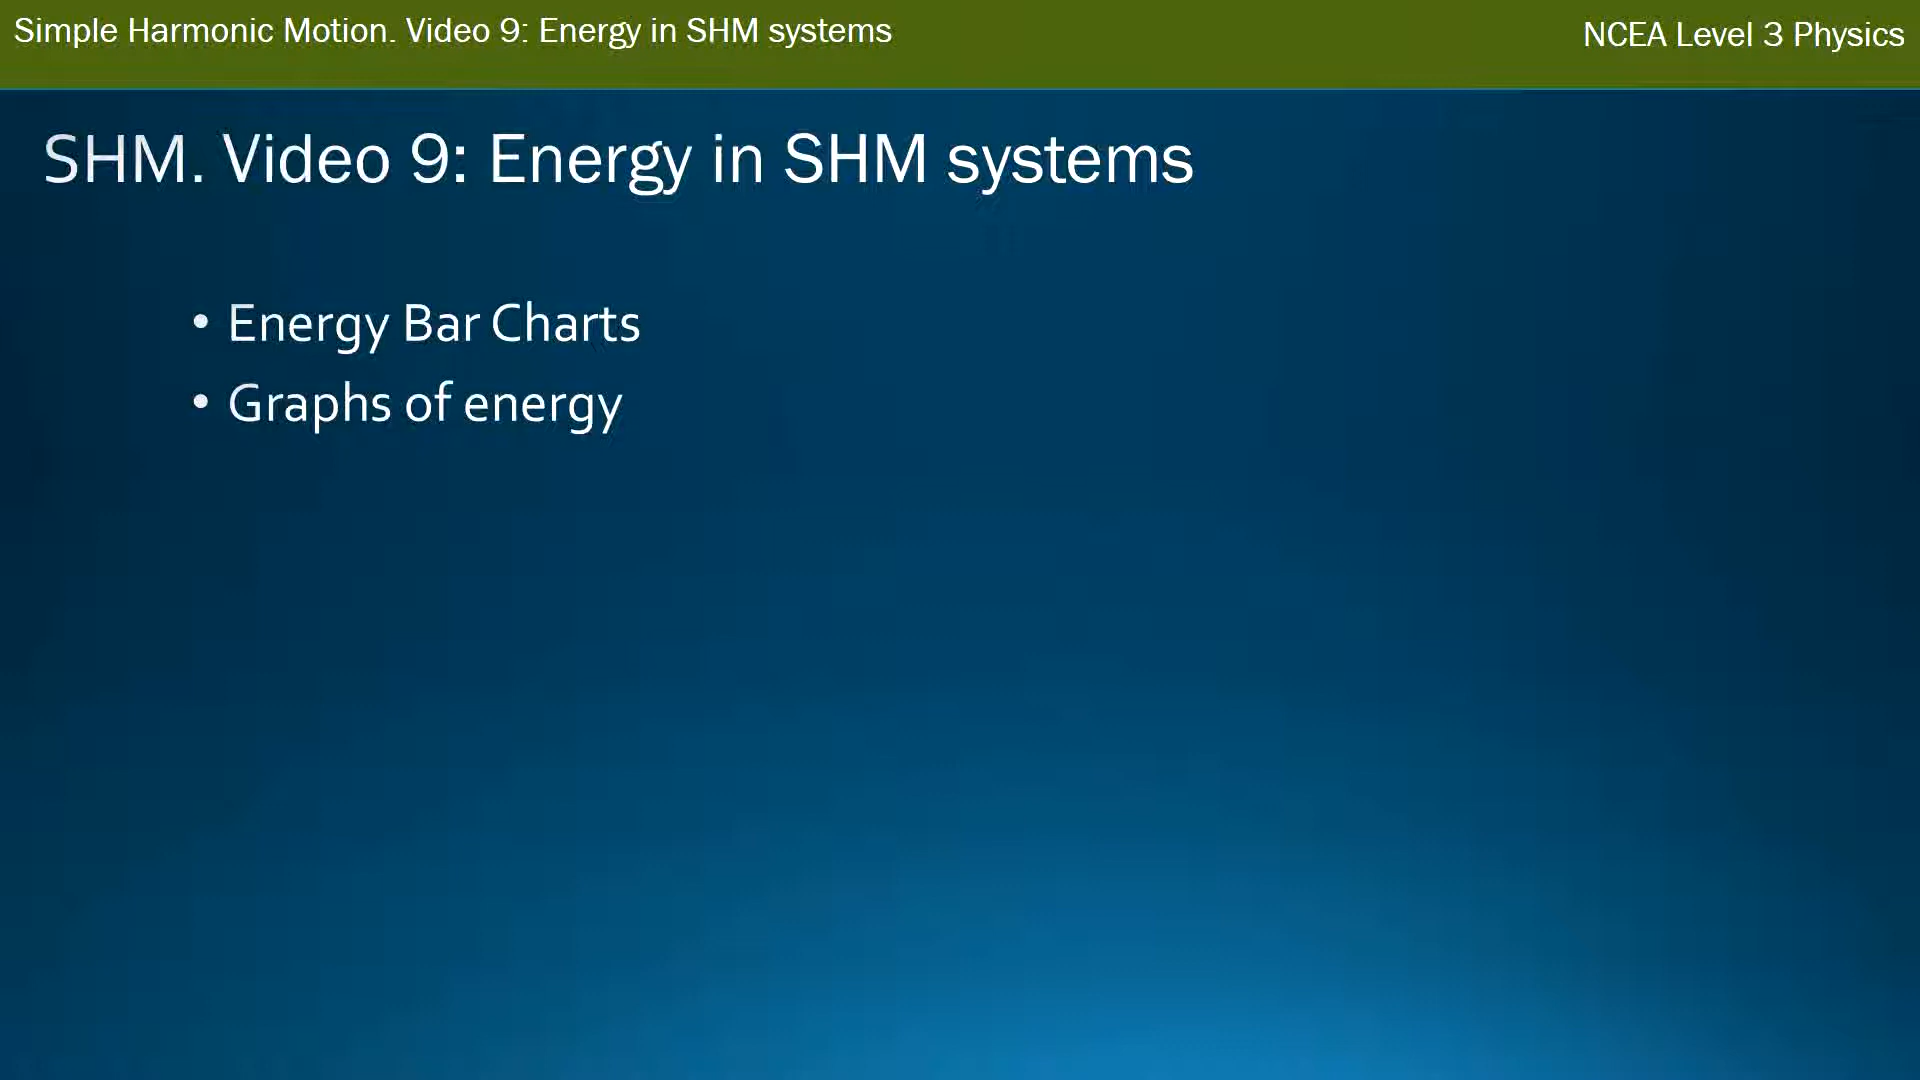 Simple Harmonic Motion. Video 9: Energy in SHM systems
NCEA Level 3 Physics
SHM. Video 9: Energy in SHM systems
• Energy Bar Charts
• Graphs of energy